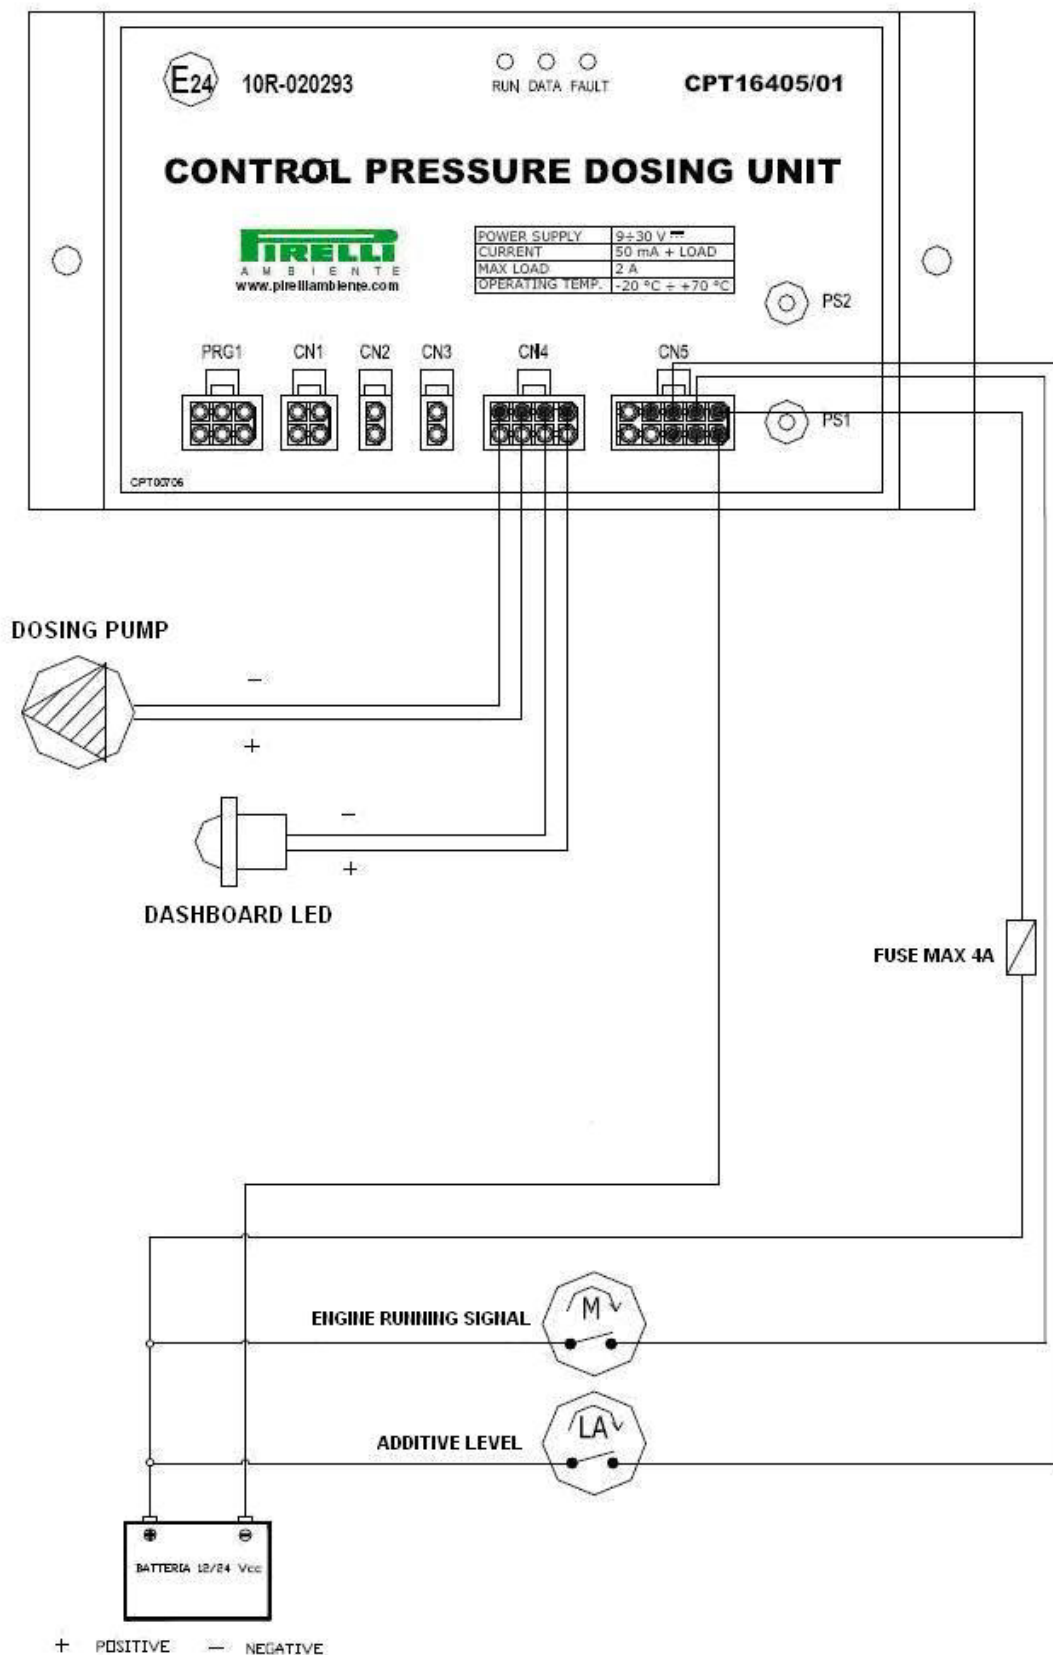 E24 10R-020293
RUN DATA FAULT
CPT16405/01
CONTROL PRESSURE DOSING UNIT
PIRELLI
AMBIENTE
www.pirelliambiente.com
POWER SUPPLY 9÷30 V
CURRENT 50 mA + LOAD
MAX LOAD 2 A
OPERATING TEMP. -20 °C ÷ +70 °C
PS2
PRG1 CN1 CN2 CN3 CN4 CN5
PS1
CPT00706
DOSING PUMP
−
+
−
+
DASHBOARD LED
FUSE MAX 4A
M
ENGINE RUNNING SIGNAL
LA
ADDITIVE LEVEL
+ −
BATTERIA 12/24 Vcc
+ POSITIVE − NEGATIVE